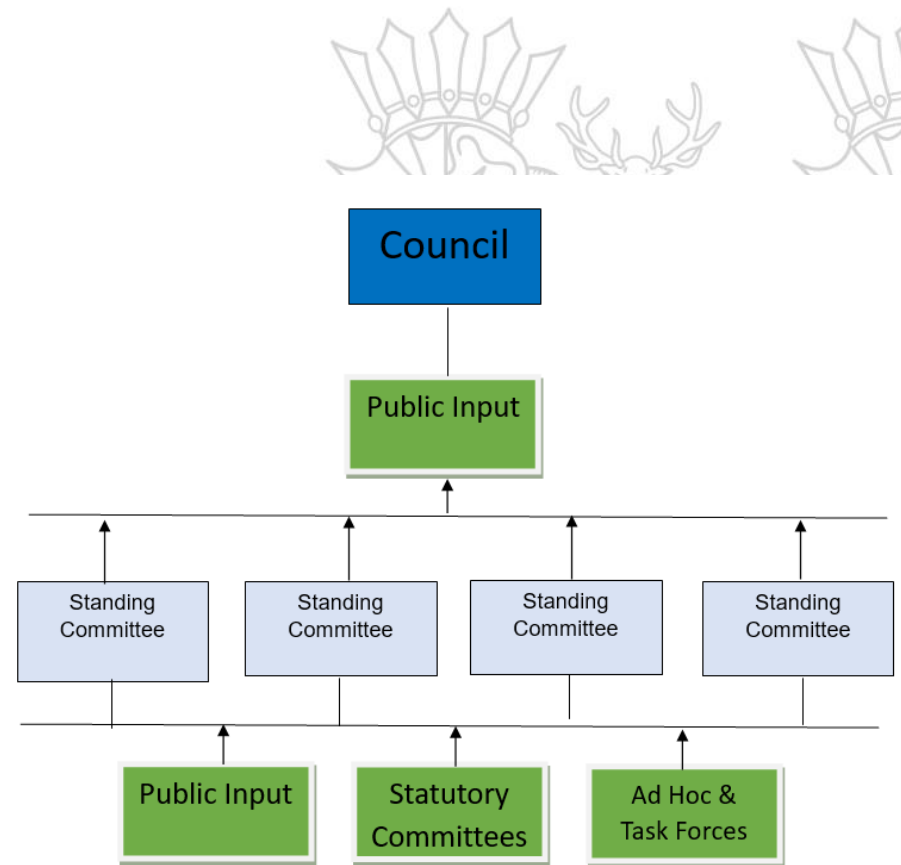 Council
Public Input
Standing
Committee
Standing
Committee
Standing
Committee
Standing
Committee
Public Input
Statutory
Committees
Ad Hoc &
Task Forces